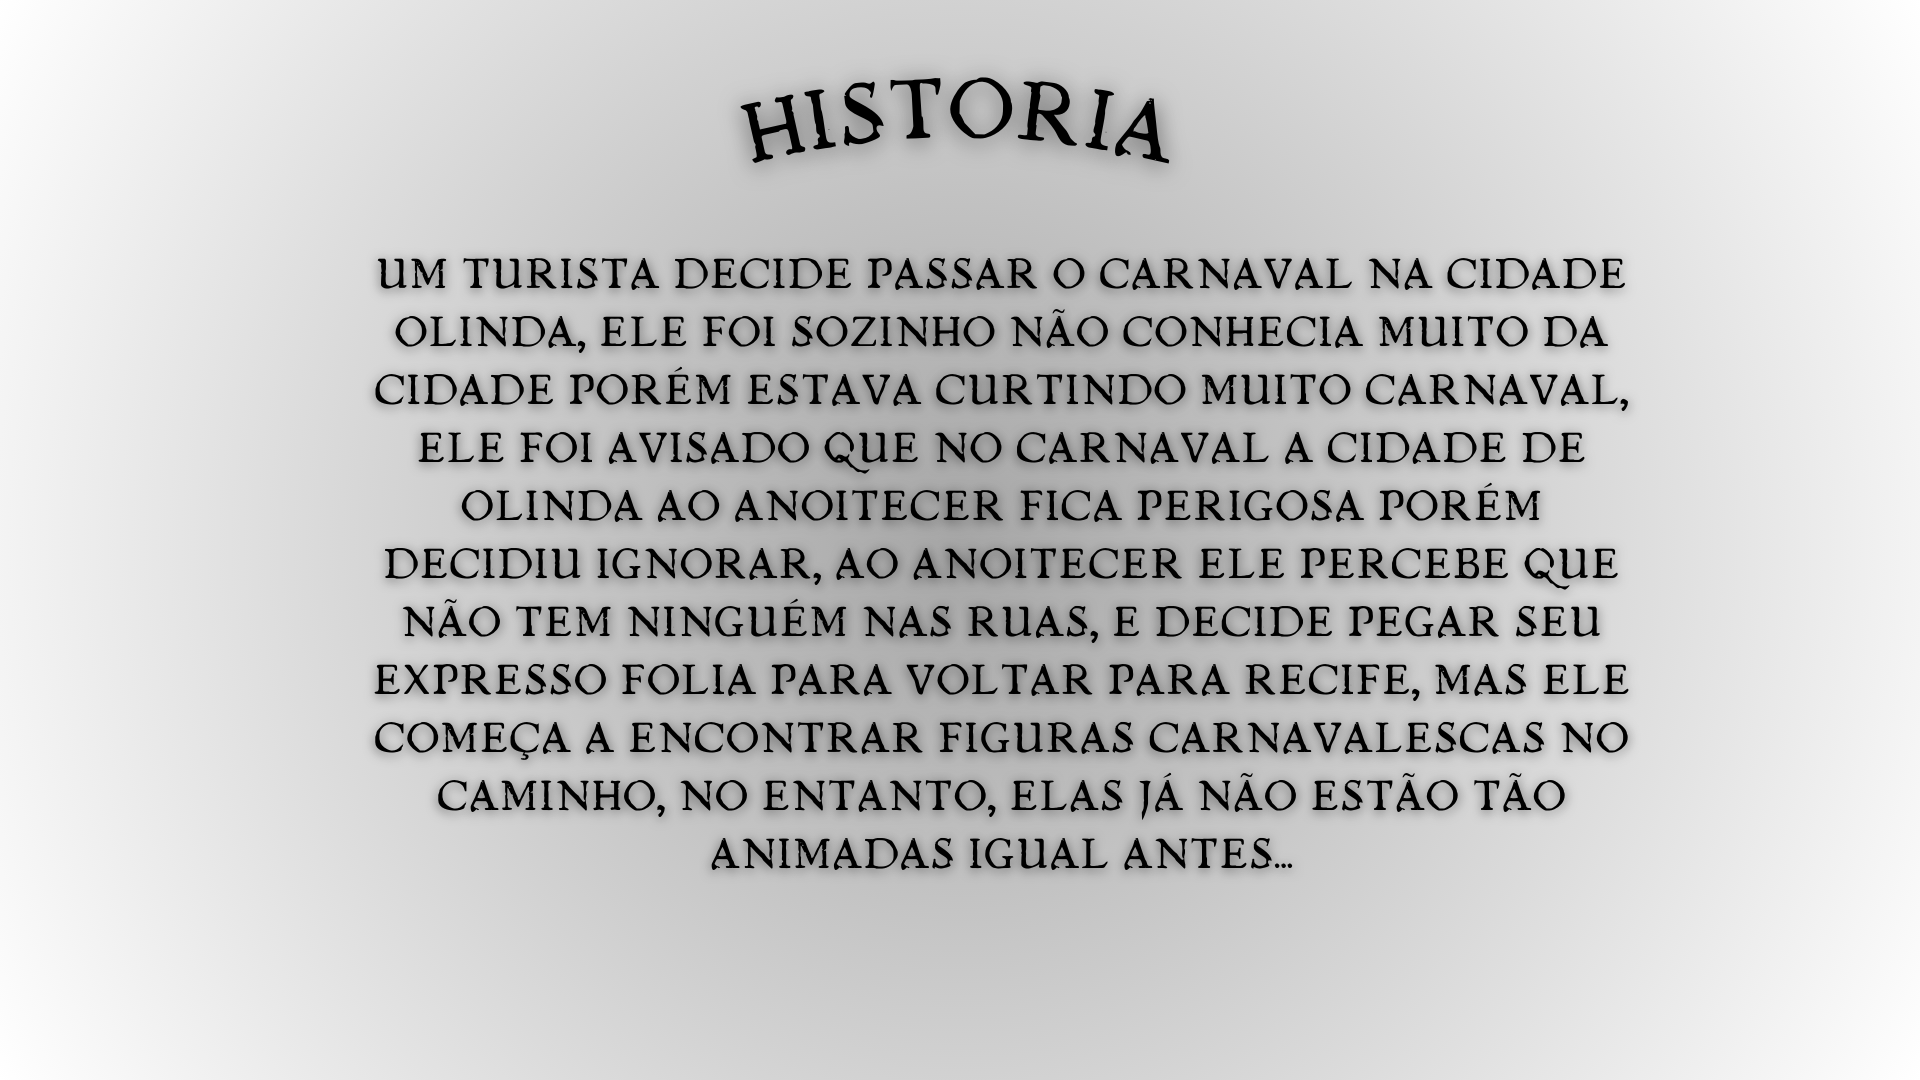 HISTORIA
UM TURISTA DECIDE PASSAR O CARNAVAL NA CIDADE
OLINDA, ELE FOI SOZINHO NÃO CONHECIA MUITO DA
CIDADE PORÉM ESTAVA CURTINDO MUITO CARNAVAL,
ELE FOI AVISADO QUE NO CARNAVAL A CIDADE DE
OLINDA AO ANOITECER FICA PERIGOSA PORÉM
DECIDIU IGNORAR, AO ANOITECER ELE PERCEBE QUE
NÃO TEM NINGUÉM NAS RUAS, E DECIDE PEGAR SEU
EXPRESSO FOLIA PARA VOLTAR PARA RECIFE, MAS ELE
COMEÇA A ENCONTRAR FIGURAS CARNAVALESCAS NO
CAMINHO, NO ENTANTO, ELAS JÁ NÃO ESTÃO TÃO
ANIMADAS IGUAL ANTES...